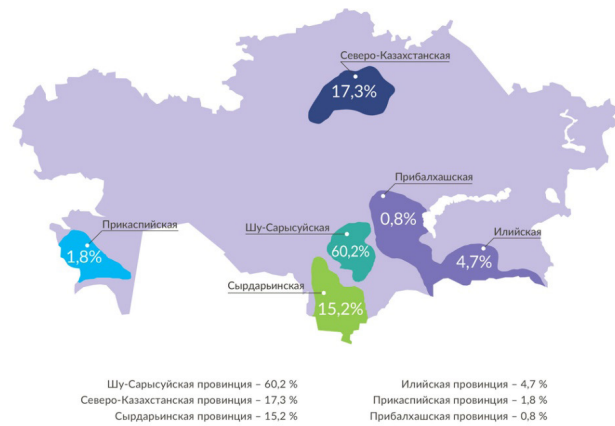 Северо-Казахстанская
17,3%
Прибалхашская
0,8%
Прикаспийская
1,8%
Шу-Сарысуйская
60,2%
Илийская
4,7%
Сырдарьинская
15,2%
Шу-Сарысуйская провинция – 60,2 %
Северо-Казахстанская провинция – 17,3 %
Сырдарьинская провинция – 15,2 %
Илийская провинция – 4,7 %
Прикаспийская провинция – 1,8 %
Прибалхашская провинция – 0,8 %